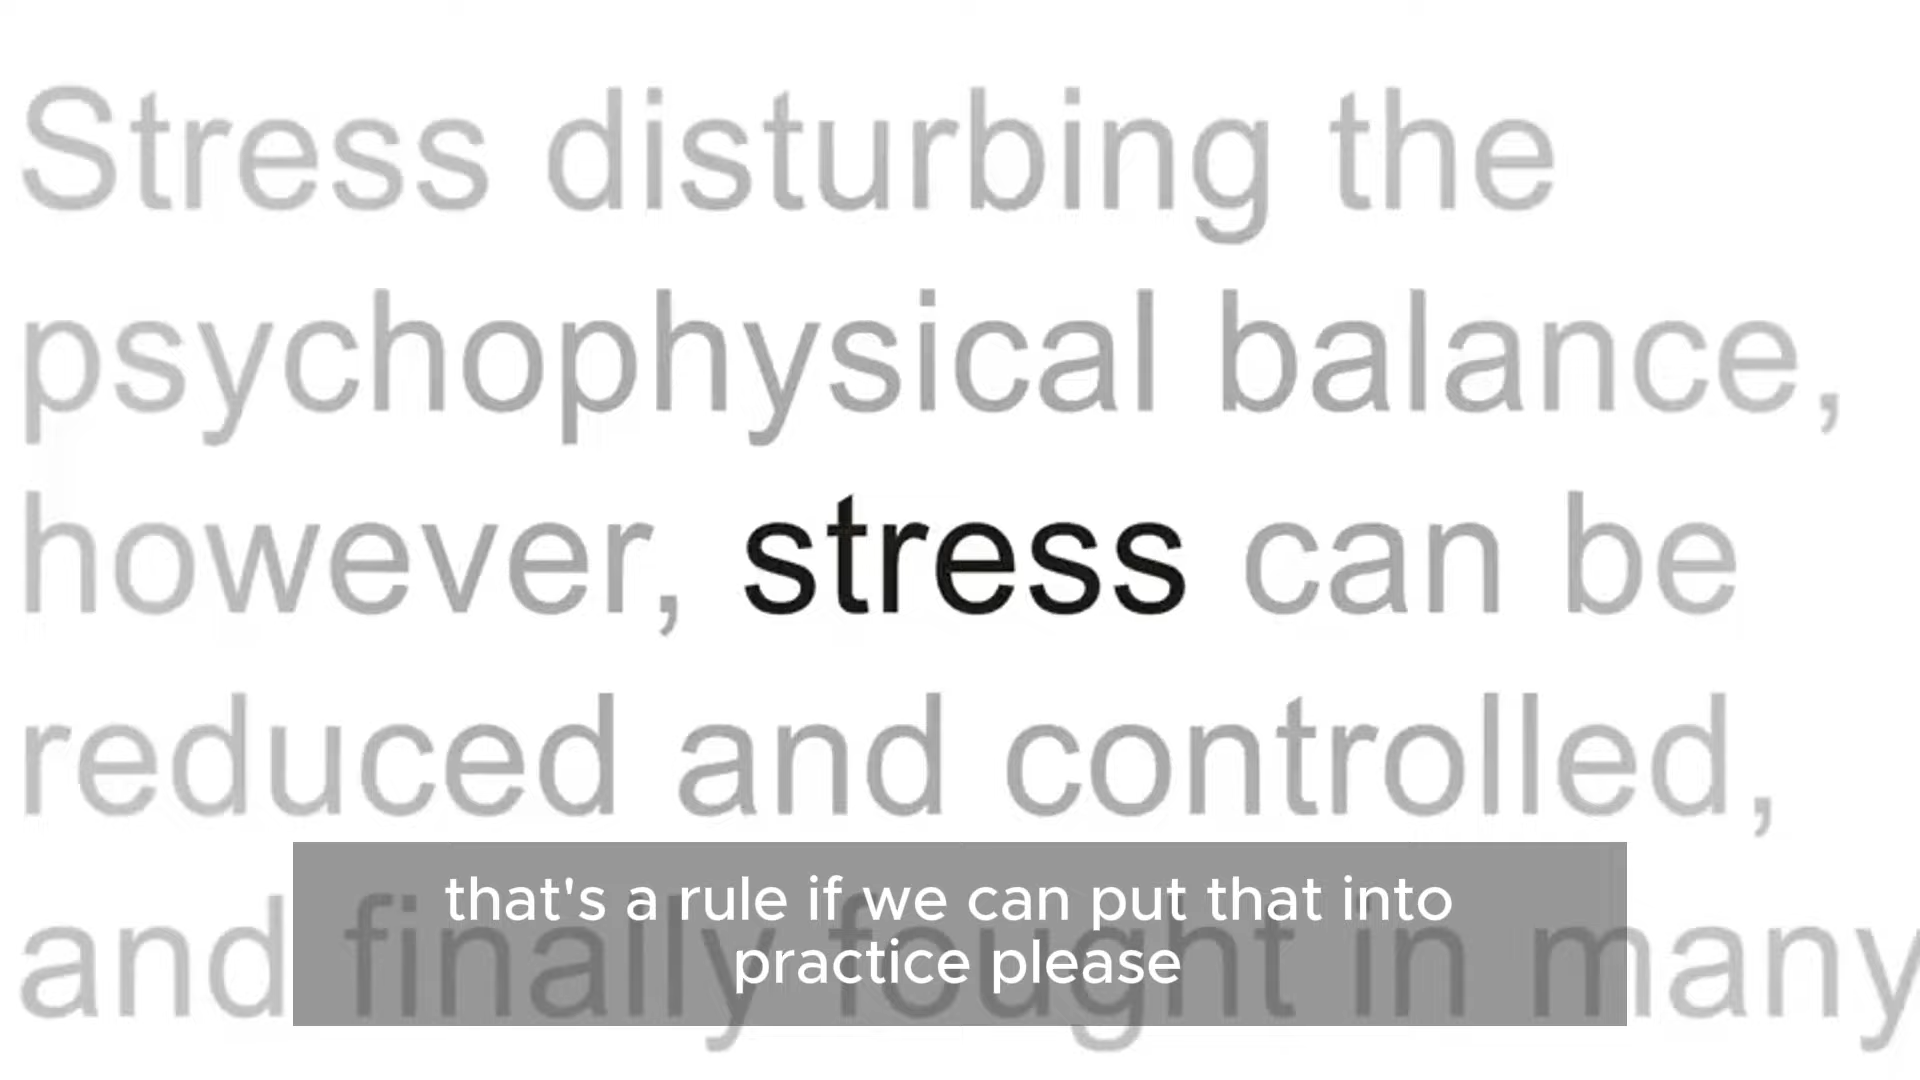 Stress disturbing the
psychophysical balance,
however, stress can be
reduced and controlled,
and finally fought in many
that's a rule if we can put that into
practice please